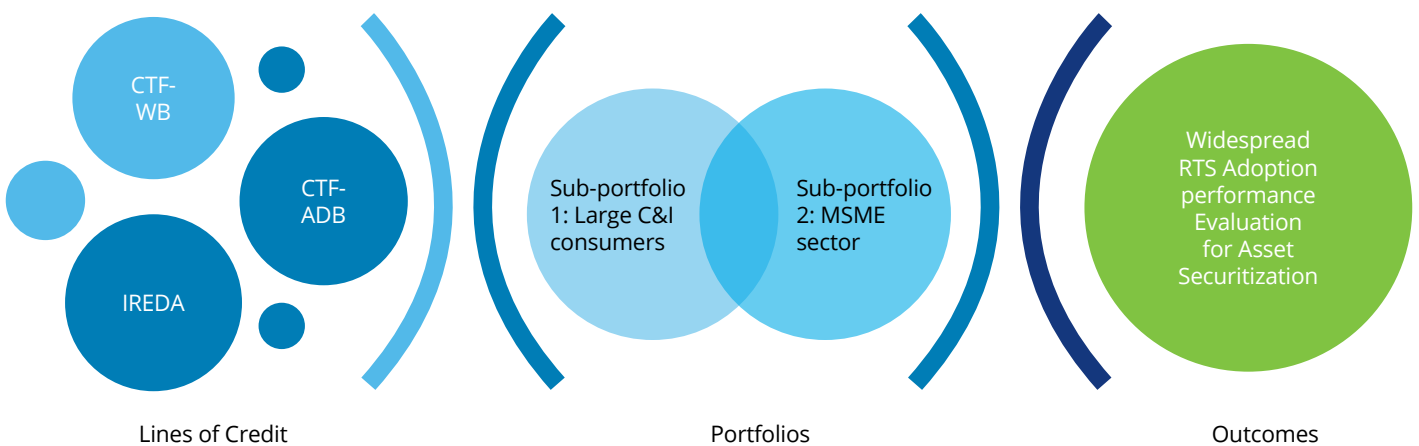 CTF-
WB
CTF-
ADB
IREDA
Lines of Credit
Sub-portfolio
1: Large C&I
consumers
Sub-portfolio
2: MSME
sector
Portfolios
Widespread
RTS Adoption
performance
Evaluation
for Asset
Securitization
Outcomes